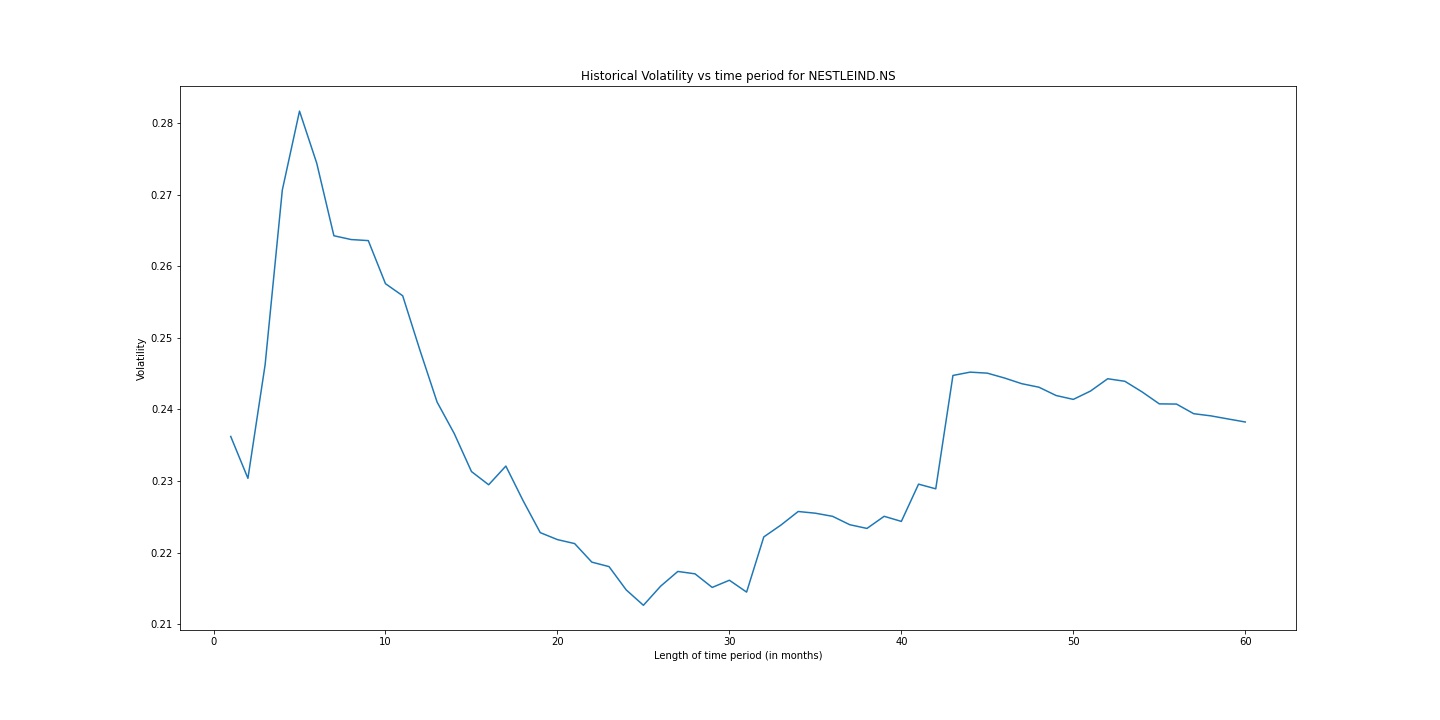 Historical Volatility vs time period for NESTLEIND.NS
0.28
0.27
0.26
0.25
0.24
0.23
0.22
0.21
Volatility
0 10 20 30 40 50 60
Length of time period (in months)